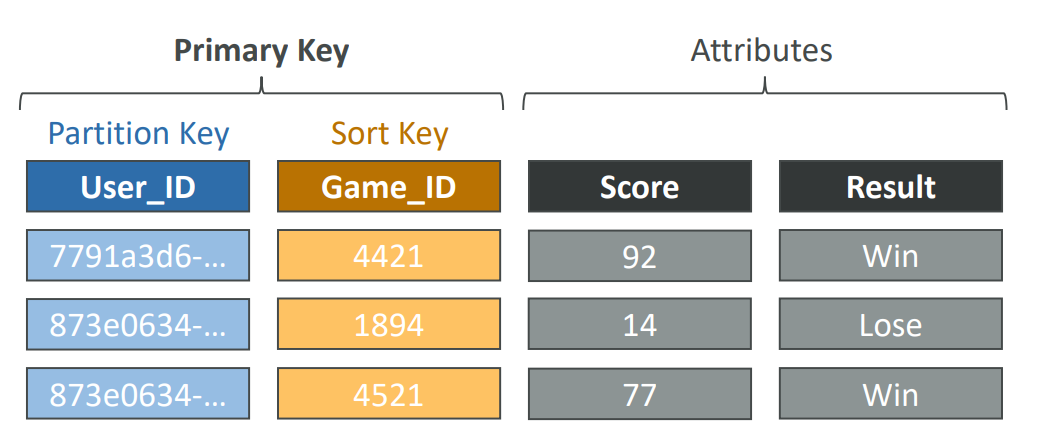 Primary Key Attributes
Partition Key Sort Key
User_ID Game_ID Score Result
7791a3d6-... 4421 92 Win
873e0634-... 1894 14 Lose
873e0634-... 4521 77 Win